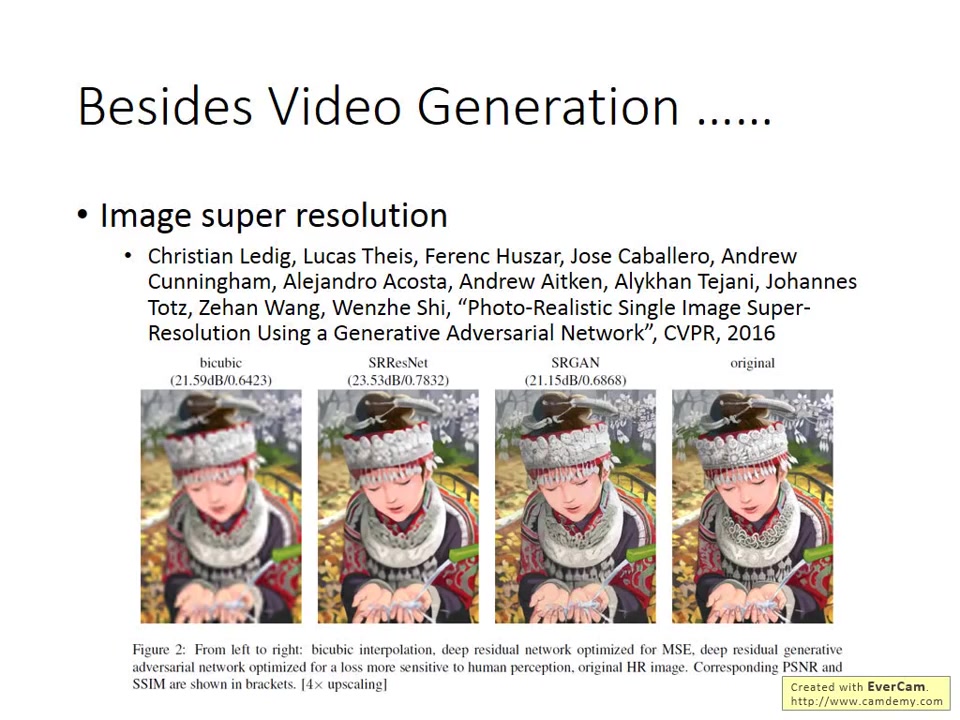 Besides Video Generation ……
• Image super resolution
• Christian Ledig, Lucas Theis, Ferenc Huszar, Jose Caballero, Andrew
Cunningham, Alejandro Acosta, Andrew Aitken, Alykhan Tejani, Johannes
Totz, Zehan Wang, Wenzhe Shi, “Photo-Realistic Single Image Super-
Resolution Using a Generative Adversarial Network”, CVPR, 2016
bicubic
(21.59dB/0.6423)
SRResNet
(23.53dB/0.7832)
SRGAN
(21.15dB/0.6868)
original
Figure 2: From left to right: bicubic interpolation, deep residual network optimized for MSE, deep residual generative
adversarial network optimized for a loss more sensitive to human perception, original HR image. Corresponding PSNR and
SSIM are shown in brackets. [4× upscaling]
Created with EverCam.
http://www.camdemy.com